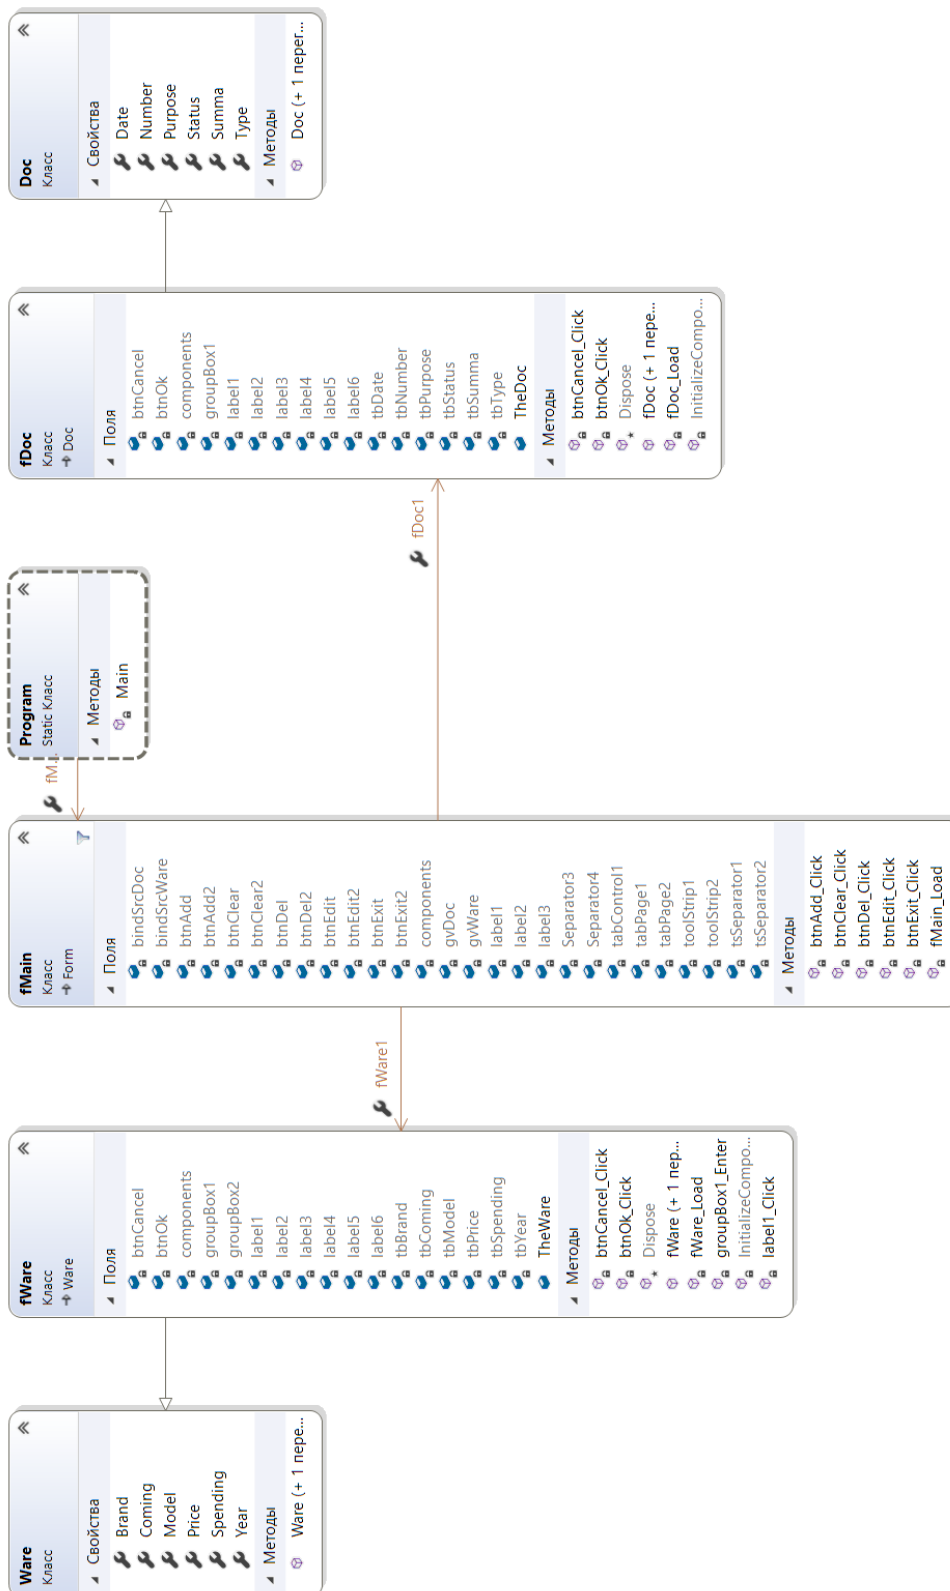 Ware
Класс
Свойства
Brand
Coming
Model
Price
Spending
Year
Методы
Ware (+ 1 пере...
fWare
Класс
Ware
Поля
btnCancel
btnOk
components
groupBox1
groupBox2
label1
label2
label3
label4
label5
label6
tbBrand
tbComing
tbModel
tbPrice
tbSpending
tbYear
TheWare
Методы
btnCancel_Click
btnOk_Click
Dispose
fWare (+ 1 пер...
fWare_Load
groupBox1_Enter
InitializeCompo...
label1_Click
fWare1
fMain
Класс
Form
Поля
bindSrcDoc
bindSrcWare
btnAdd
btnAdd2
btnClear
btnClear2
btnDel
btnDel2
btnEdit
btnEdit2
btnExit
btnExit2
components
gvDoc
gvWare
label1
label2
label3
Separator3
Separator4
tabControl1
tabPage1
tabPage2
toolStrip1
toolStrip2
tsSeparator1
tsSeparator2
Методы
btnAdd_Click
btnClear_Click
btnDel_Click
btnEdit_Click
btnExit_Click
fMain_Load
fM...
Program
Static Класс
Методы
Main
fDoc1
fDoc
Класс
Doc
Поля
btnCancel
btnOk
components
groupBox1
label1
label2
label3
label4
label5
label6
tbDate
tbNumber
tbPurpose
tbStatus
tbSumma
tbType
TheDoc
Методы
btnCancel_Click
btnOk_Click
Dispose
fDoc (+ 1 пере...
fDoc_Load
InitializeCompo...
Doc
Класс
Свойства
Date
Number
Purpose
Status
Summa
Type
Методы
Doc (+ 1 перег...